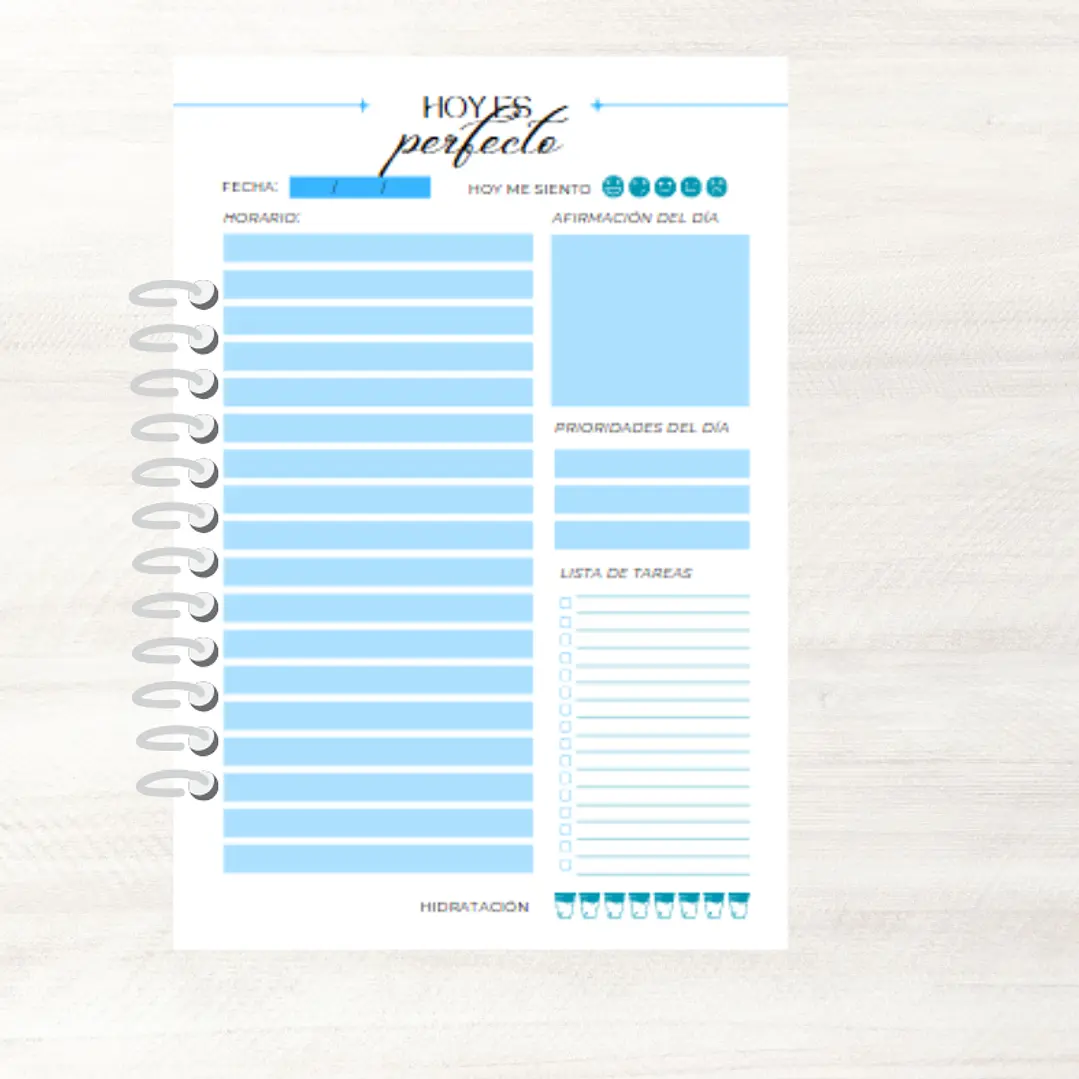 HOY ES
perfecto
FECHA: / /
HOY ME SIENTO
HORARIO:
AFIRMACIÓN DEL DÍA
PRIORIDADES DEL DÍA
LISTA DE TAREAS
HIDRATACIÓN